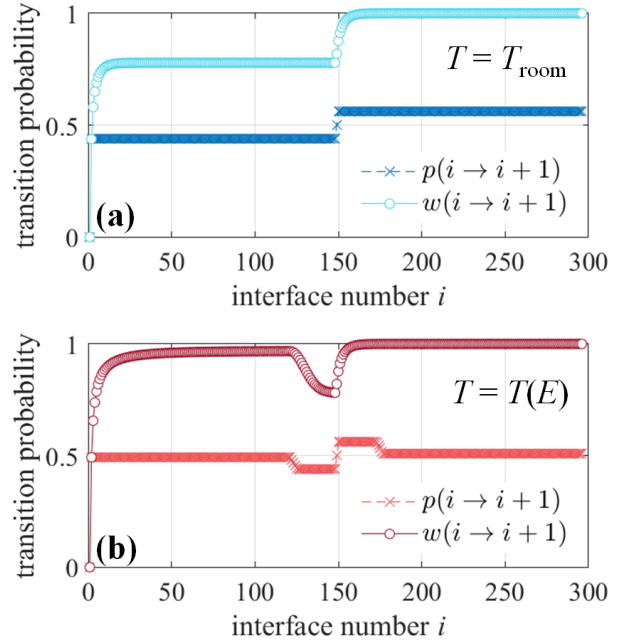 1
0.5
0
transition probability
T = T_room
p(i → i + 1)
w(i → i + 1)
(a)
0 50 100 150 200 250 300
interface number i
1
0.5
0
transition probability
T = T(E)
p(i → i + 1)
w(i → i + 1)
(b)
0 50 100 150 200 250 300
interface number i